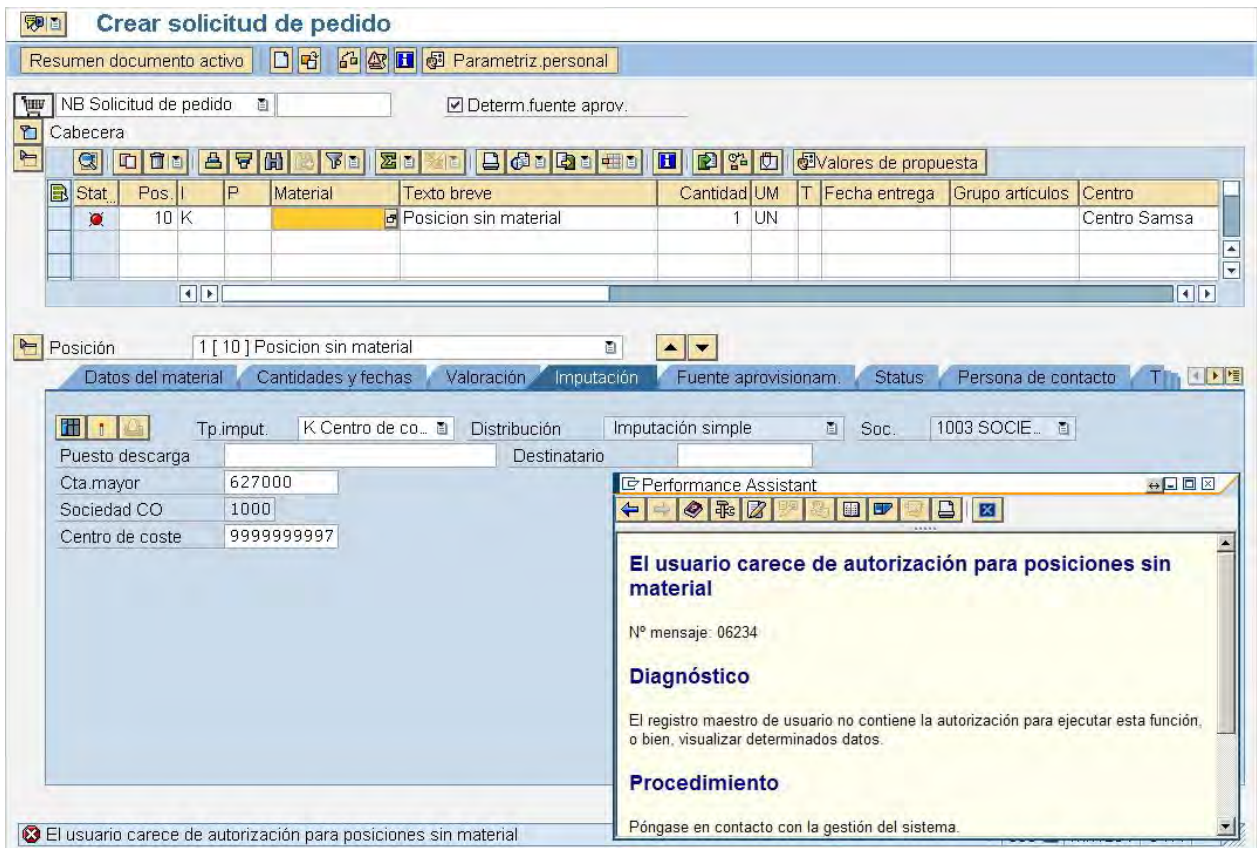 Crear solicitud de pedido
Resumen documento activo Parametriz.personal
NB Solicitud de pedido Determ.fuente aprov.
Cabecera
Valores de propuesta
Stat.. Pos. I P Material Texto breve Cantidad UM T Fecha entrega Grupo artículos Centro
10 K Posicion sin material 1 UN Centro Samsa
Posición 1 [ 10 ] Posicion sin material
Datos del material Cantidades y fechas Valoración Imputación Fuente aprovisionam. Status Persona de contacto T
Tp.imput. K Centro de co... Distribución Imputación simple Soc. 1003 SOCIE...
Puesto descarga Destinatario
Cta.mayor 627000
Sociedad CO 1000
Centro de coste 9999999997
Performance Assistant
El usuario carece de autorización para posiciones sin
material
Nº mensaje: 06234
Diagnóstico
El registro maestro de usuario no contiene la autorización para ejecutar esta función,
o bien, visualizar determinados datos.
Procedimiento
Póngase en contacto con la gestión del sistema.
El usuario carece de autorización para posiciones sin material